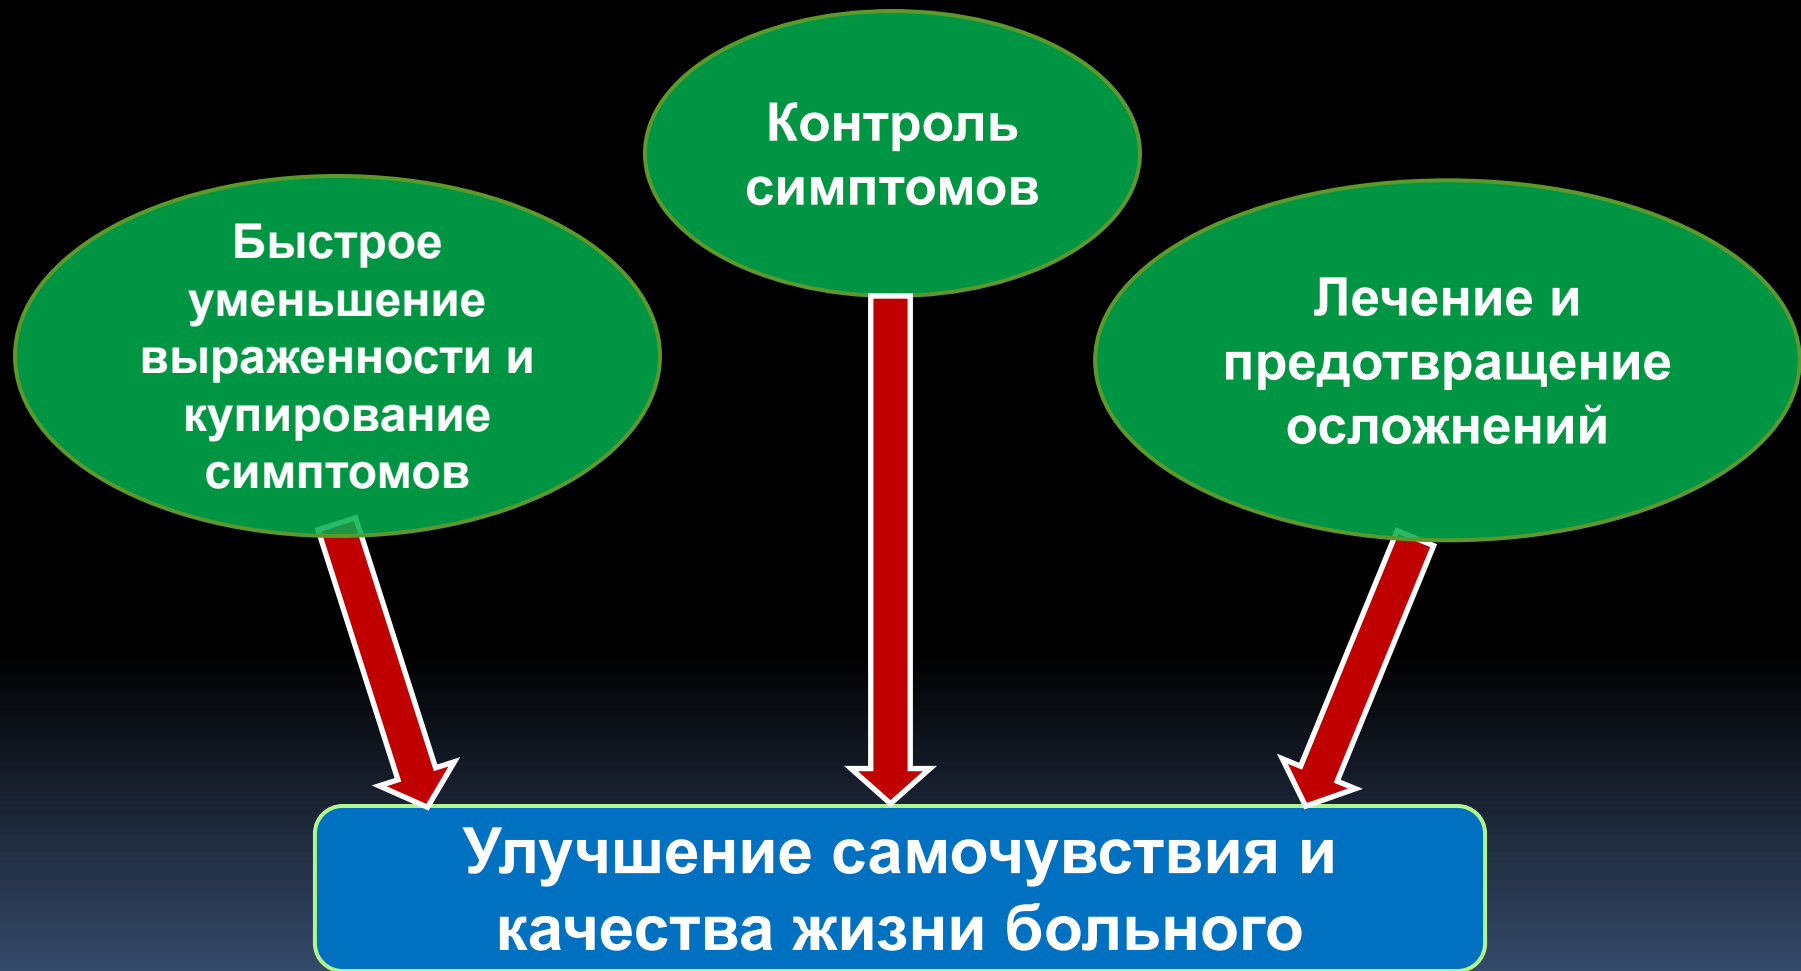 Контроль
симптомов
Быстрое
уменьшение
выраженности и
купирование
симптомов
Лечение и
предотвращение
осложнений
Улучшение самочувствия и
качества жизни больного